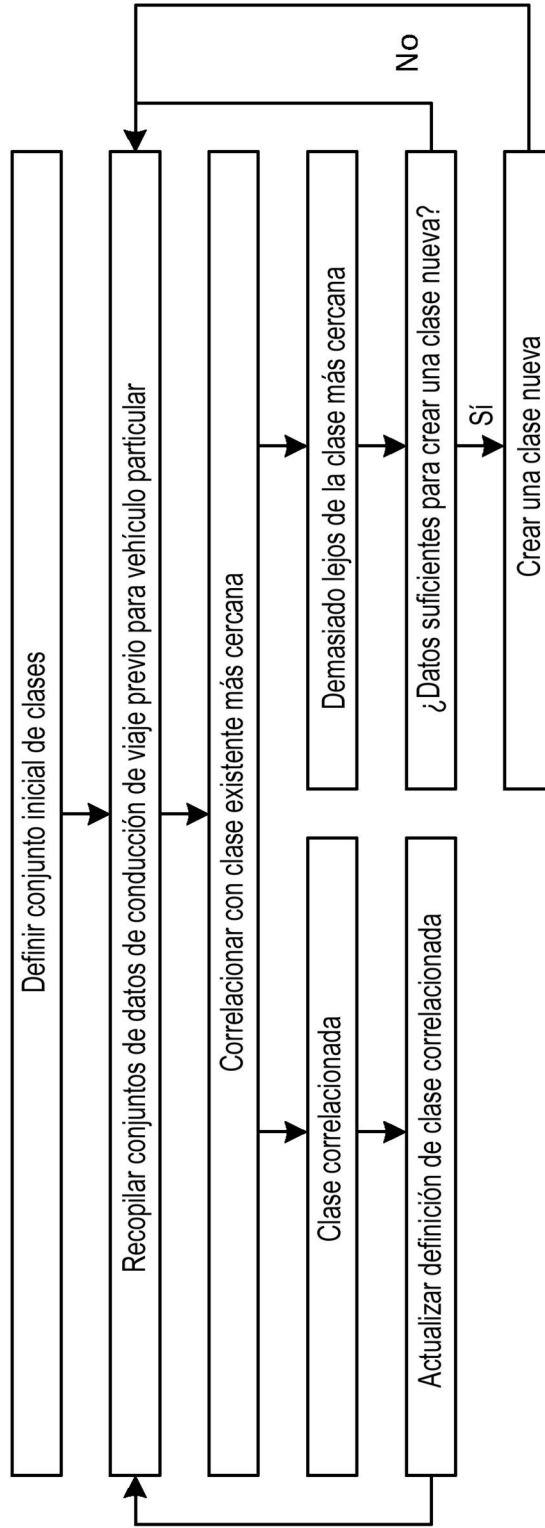 Definir conjunto inicial de clases
Recopilar conjuntos de datos de conducción de viaje previo para vehículo particular
Correlacionar con clase existente más cercana
Clase correlacionada
Demasiado lejos de la clase más cercana
Actualizar definición de clase correlacionada
¿Datos suficientes para crear una clase nueva?
No
Sí
Crear una clase nueva